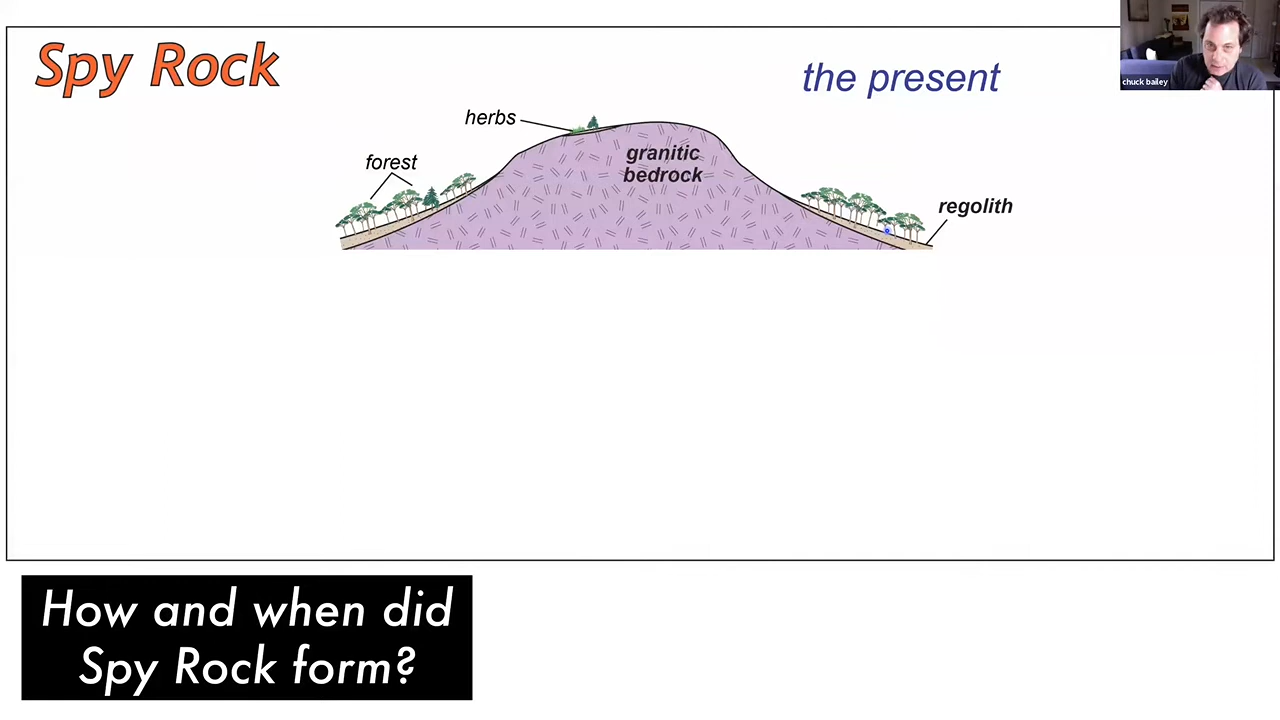 Spy Rock
the present
chuck bailey
herbs
granitic
bedrock
forest
regolith
How and when did
Spy Rock form?